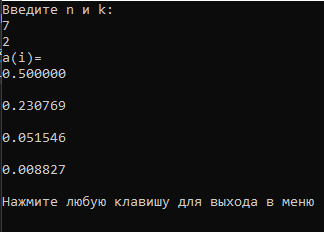 Введите n и k:
7
2
a(i)=
0.500000
0.230769
0.051546
0.008827
Нажмите любую клавишу для выхода в меню